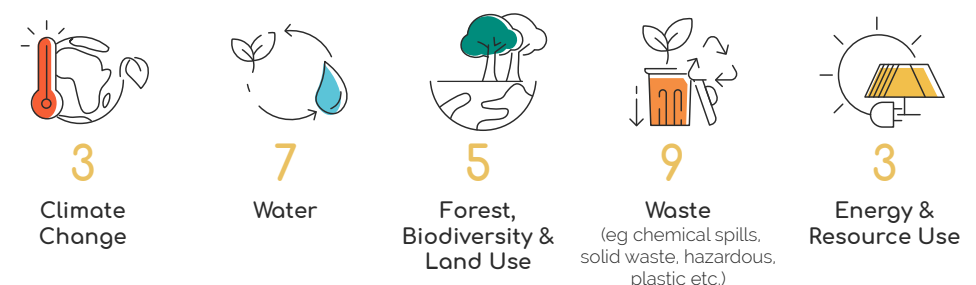 3
Climate
Change
7
Water
5
Forest,
Biodiversity &
Land Use
9
Waste
(eg chemical spills,
solid waste, hazardous,
plastic etc.)
3
Energy &
Resource Use